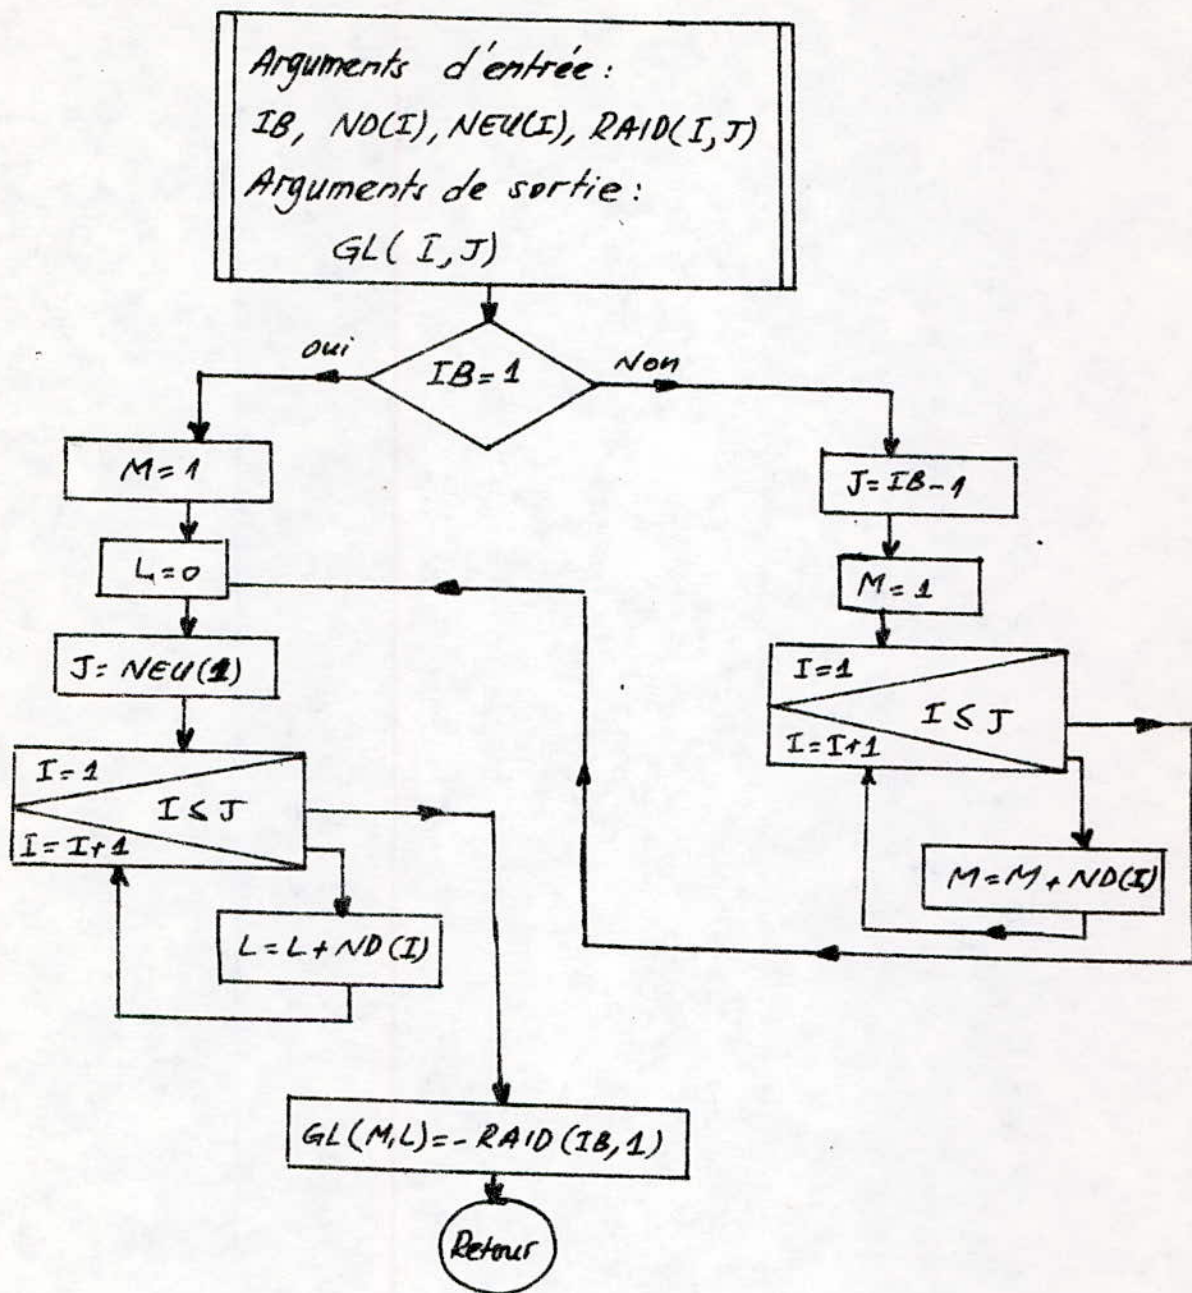 Arguments d'entrée :
IB, ND(I), NEU(I), RAID(I,J)
Arguments de sortie :
GL( I,J)
IB = 1
oui
Non
M = 1
L = 0
J = NEU(1)
I = 1
I ≤ J
I = I+1
L = L + ND(I)
J = IB - 1
M = 1
I = 1
I ≤ J
I = I+1
M = M + ND(I)
GL(M,L) = - RAID(IB,1)
Retour